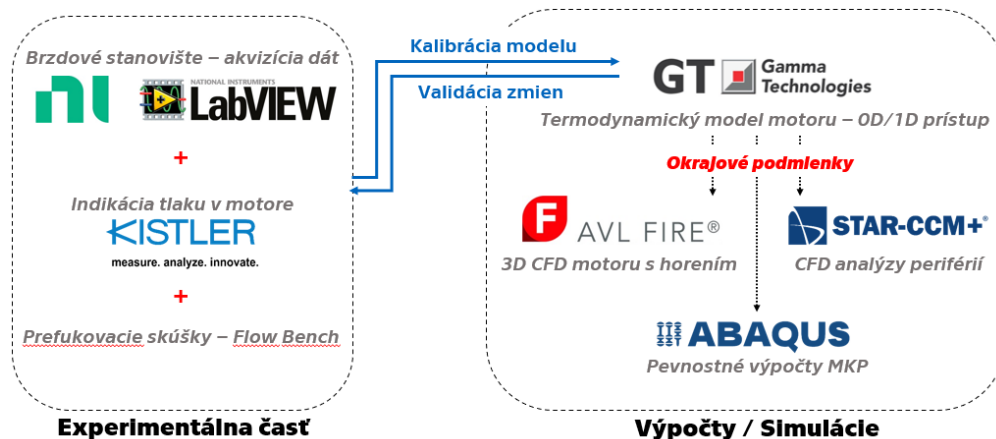 Brzdové stanovište – akvizícia dát
NATIONAL INSTRUMENTS
LabVIEW
+
Indikácia tlaku v motore
KISTLER
measure. analyze. innovate.
+
Prefukovacie skúšky – Flow Bench
Experimentálna časť
Kalibrácia modelu
Validácia zmien
GT Gamma
Technologies
Termodynamický model motoru – 0D/1D prístup
Okrajové podmienky
AVL FIRE®
3D CFD motoru s horením
STAR-CCM+®
CFD analýzy periférií
ABAQUS
Pevnostné výpočty MKP
Výpočty / Simulácie